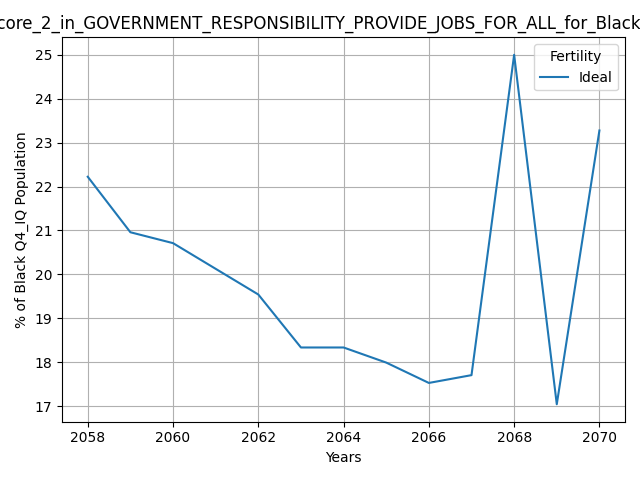 core_2_in_GOVERNMENT_RESPONSIBILITY_PROVIDE_JOBS_FOR_ALL_for_Black
Fertility
Ideal
25
24
23
22
21
20
19
18
17
% of Black Q4_IQ Population
2058 2060 2062 2064 2066 2068 2070
Years